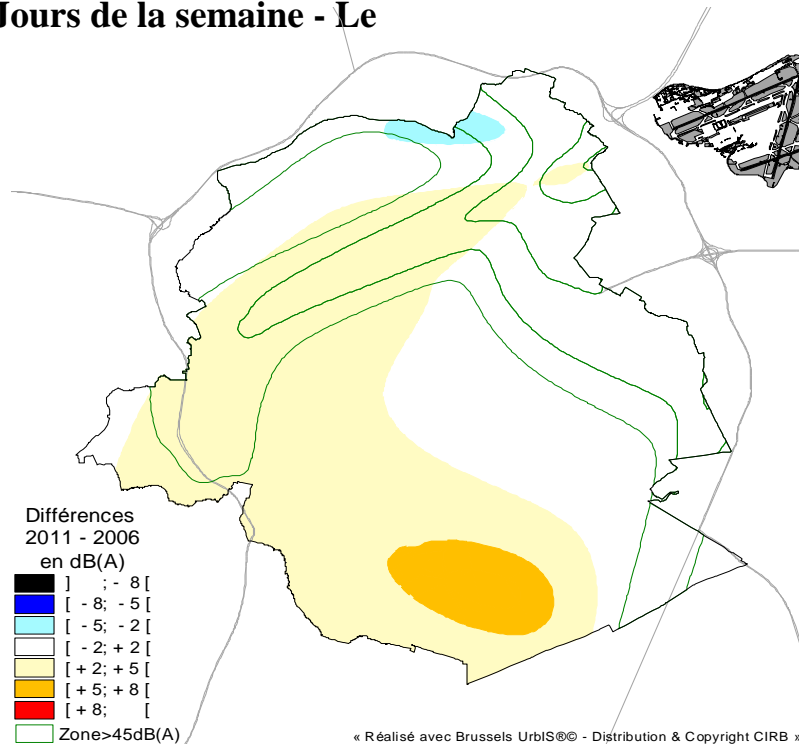 Jours de la semaine - Le
Différences
2011 - 2006
en dB(A)
] ; - 8 [
[ - 8; - 5 [
[ - 5; - 2 [
[ - 2; + 2 [
[ + 2; + 5 [
[ + 5; + 8 [
[ + 8; [
Zone>45dB(A)
« Réalisé avec Brussels UrbIS®© - Distribution & Copyright CIRB »